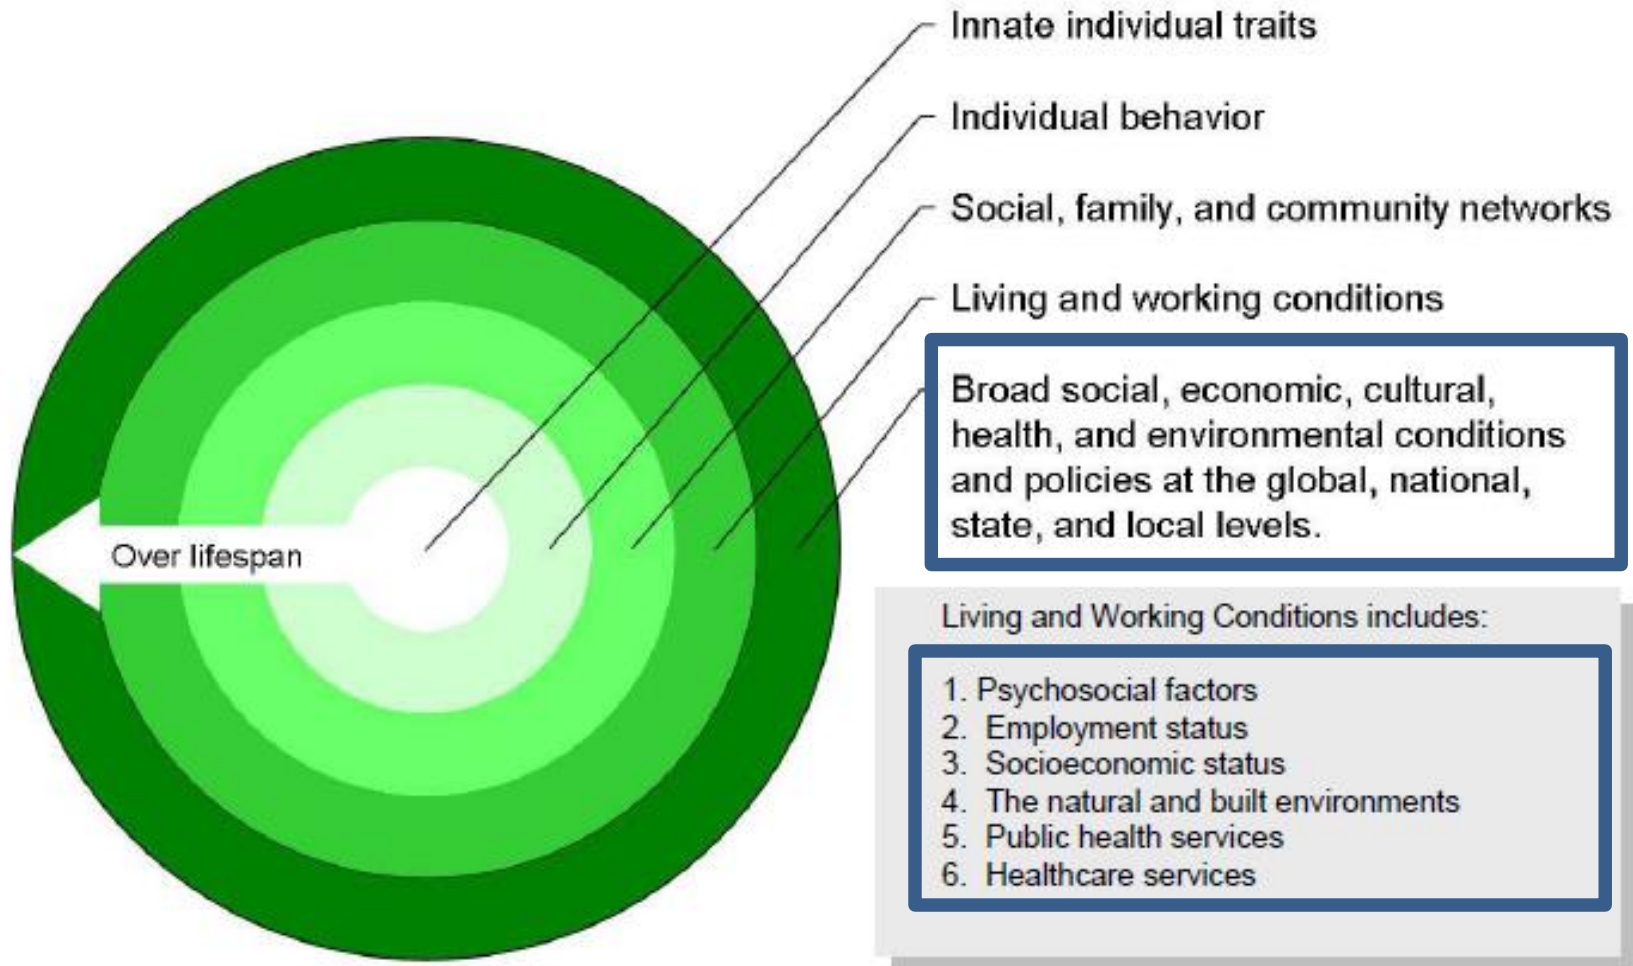 Innate individual traits
Individual behavior
Social, family, and community networks
Living and working conditions
Broad social, economic, cultural,
health, and environmental conditions
and policies at the global, national,
state, and local levels.
Over lifespan
Living and Working Conditions includes:
1. Psychosocial factors
2. Employment status
3. Socioeconomic status
4. The natural and built environments
5. Public health services
6. Healthcare services